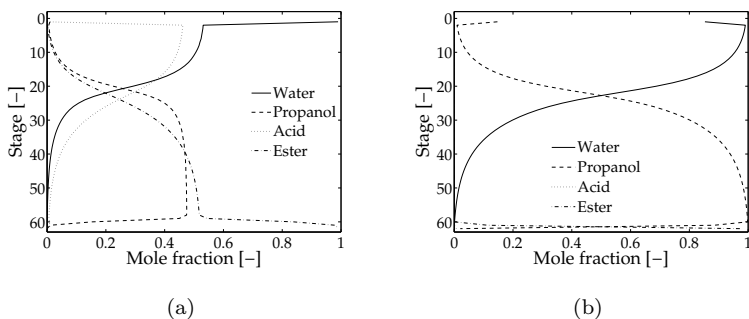 0
10
20
30
40
50
60
Stage [−]
Water
Propanol
Acid
Ester
0
0.2
0.4
0.6
0.8
1
Mole fraction [−]
(a)
0
10
20
30
40
50
60
Stage [−]
Water
Propanol
Acid
Ester
0
0.2
0.4
0.6
0.8
1
Mole fraction [−]
(b)